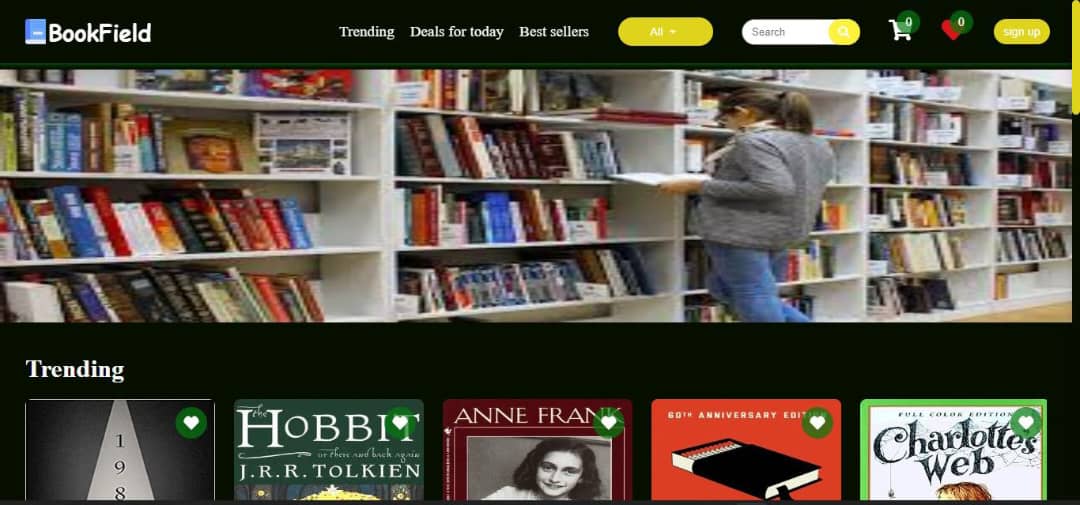 BookField
Trending Deals for today Best sellers All Search 0 0 sign up
Trending
1
9
8
the
HOBBIT
or there and back again
J.R.R. TOLKIEN
ANNE FRANK
60TH ANNIVERSARY EDITION
FULL COLOR EDITION
Charlotte's
Web